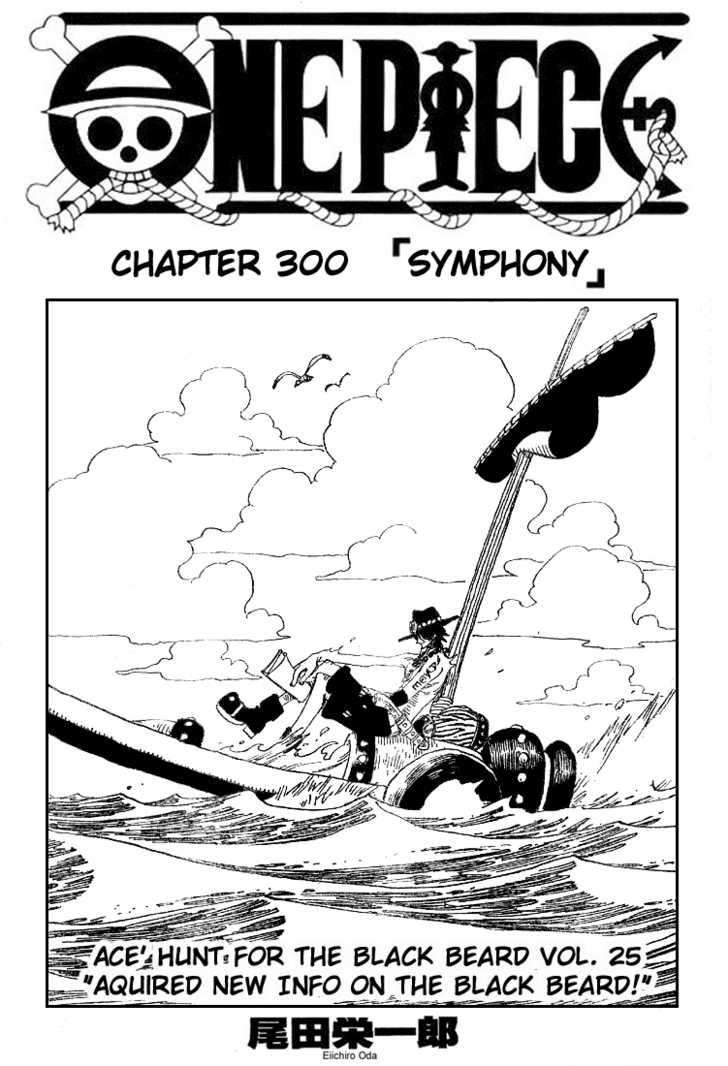 ONE PIECE
CHAPTER 300 「SYMPHONY」
ACE' HUNT FOR THE BLACK BEARD VOL. 25
"AQUIRED NEW INFO ON THE BLACK BEARD!"
尾田栄一郎
Eiichiro Oda